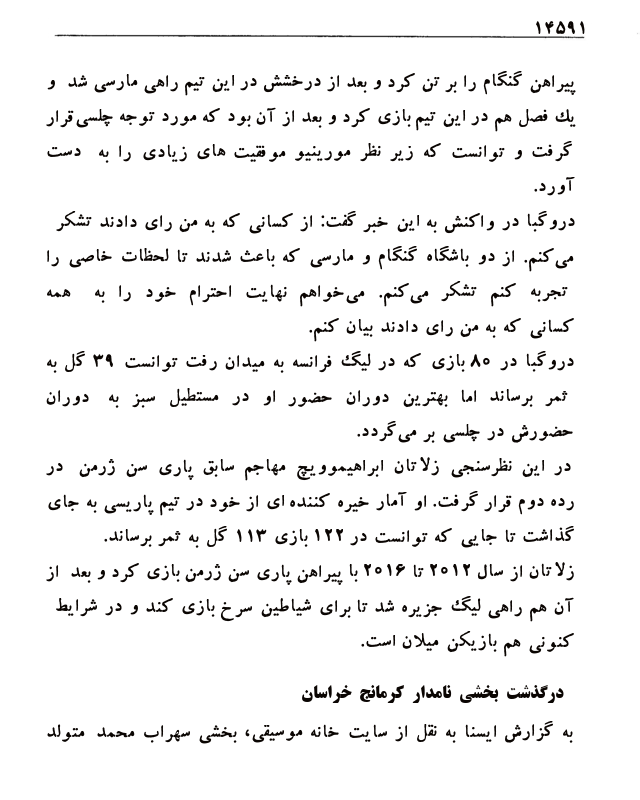 ۱۴۵۹۱
پیراهن گنگام را بر تن کرد و بعد از درخشش در این تیم راهی مارسی شد و
یك فصل هم در این تیم بازی کرد و بعد از آن بود که مورد توجه چلسی قرار
گرفت و توانست که زیر نظر مورینیو موفقیت های زیادی را به دست
آورد.
دروگبا در واکنش به این خبر گفت: از کسانی که به من رای دادند تشکر
می‌کنم. از دو باشگاه گنگام و مارسی که باعث شدند تا لحظات خاصی را
تجربه کنم تشکر می‌کنم. می‌خواهم نهایت احترام خود را به همه
کسانی که به من رای دادند بیان کنم.
دروگبا در ۸۰ بازی که در لیگ فرانسه به میدان رفت توانست ۳۹ گل به
ثمر برساند اما بهترین دوران حضور او در مستطیل سبز به دوران
حضورش در چلسی بر می‌گردد.
در این نظرسنجی زلاتان ابراهیموویچ مهاجم سابق پاری سن ژرمن در
رده دوم قرار گرفت. او آمار خیره کننده ای از خود در تیم پاریسی به جای
گذاشت تا جایی که توانست در ۱۲۲ بازی ۱۱۳ گل به ثمر برساند.
زلاتان از سال ۲۰۱۲ تا ۲۰۱۶ با پیراهن پاری سن ژرمن بازی کرد و بعد از
آن هم راهی لیگ جزیره شد تا برای شیاطین سرخ بازی کند و در شرایط
کنونی هم بازیکن میلان است.
درگذشت بخشی نامدار کرمانج خراسان
به گزارش ایسنا به نقل از سایت خانه موسیقی، بخشی سهراب محمد متولد